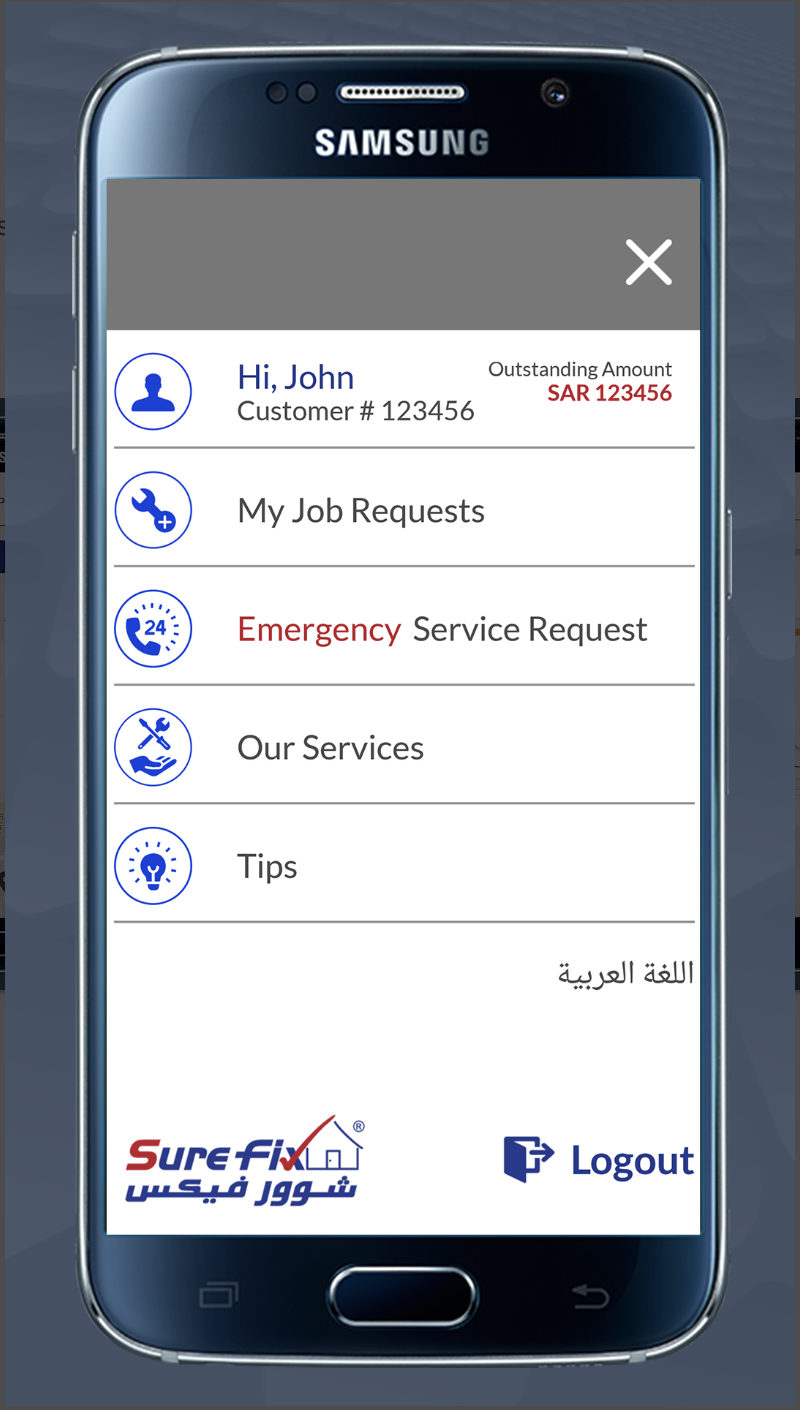 SAMSUNG
Hi, John
Outstanding Amount
SAR 123456
Customer # 123456
My Job Requests
24
Emergency Service Request
Our Services
Tips
اللغة العربية
Sure Fix ®
شوور فيكس
Logout